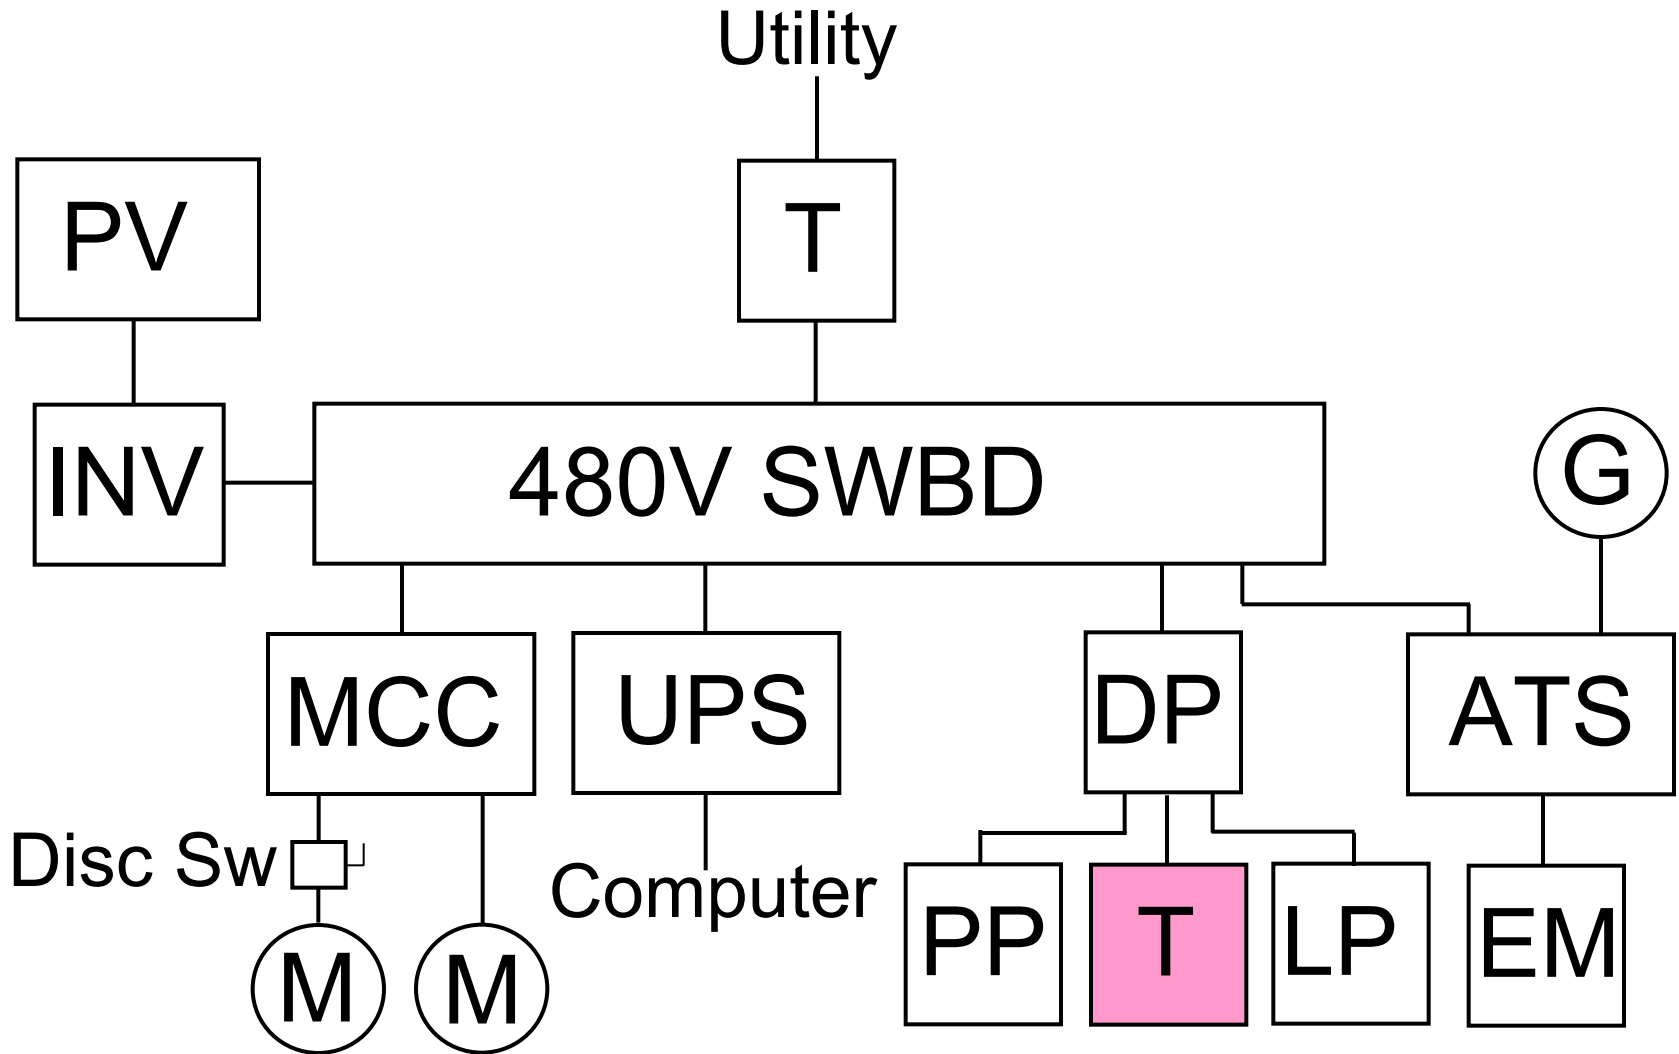 Utility
PV
T
INV
480V SWBD
G
MCC
UPS
DP
ATS
Disc Sw
Computer
PP
T
LP
EM
M
M